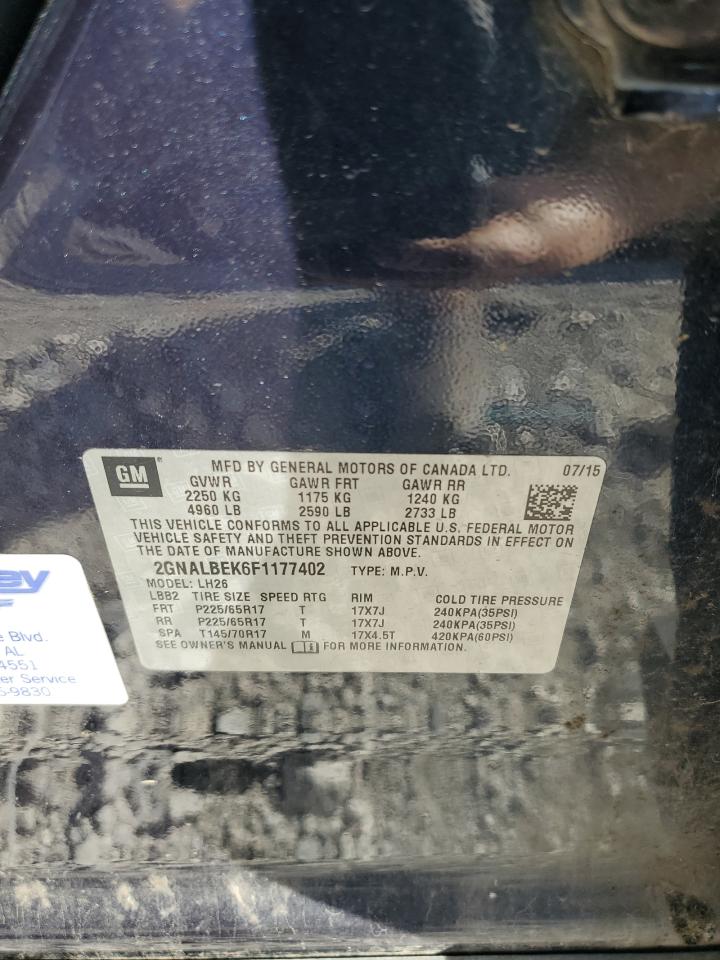 GM
MFD BY GENERAL MOTORS OF CANADA LTD. 07/15
GVWR GAWR FRT GAWR RR
2250 KG 1175 KG 1240 KG
4960 LB 2590 LB 2733 LB
THIS VEHICLE CONFORMS TO ALL APPLICABLE U.S. FEDERAL MOTOR
VEHICLE SAFETY AND THEFT PREVENTION STANDARDS IN EFFECT ON
THE DATE OF MANUFACTURE SHOWN ABOVE.
2GNALBEK6F1177402 TYPE: M.P.V.
MODEL: LH26
LBB2 TIRE SIZE SPEED RTG RIM COLD TIRE PRESSURE
FRT P225/65R17 T 17X7J 240KPA(35PSI)
RR P225/65R17 T 17X7J 240KPA(35PSI)
SPA T145/70R17 M 17X4.5T 420KPA(60PSI)
SEE OWNER'S MANUAL FOR MORE INFORMATION.
ey
e Blvd.
AL
4551
er Service
-9830